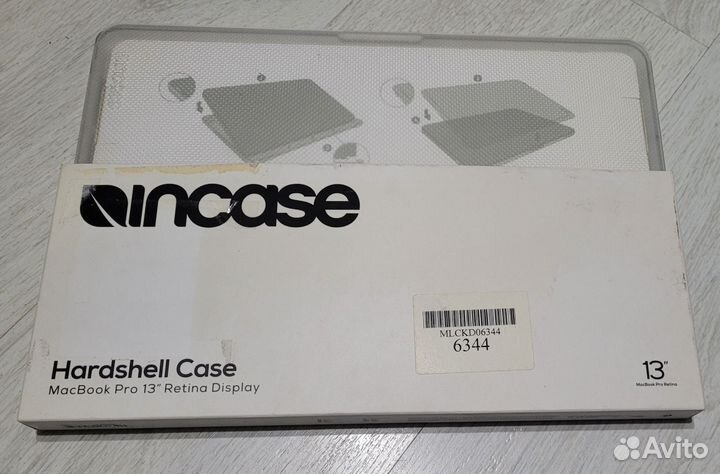 incase
MLCKD06344
6344
Hardshell Case
MacBook Pro 13" Retina Display
13"
MacBook Pro Retina
Avito